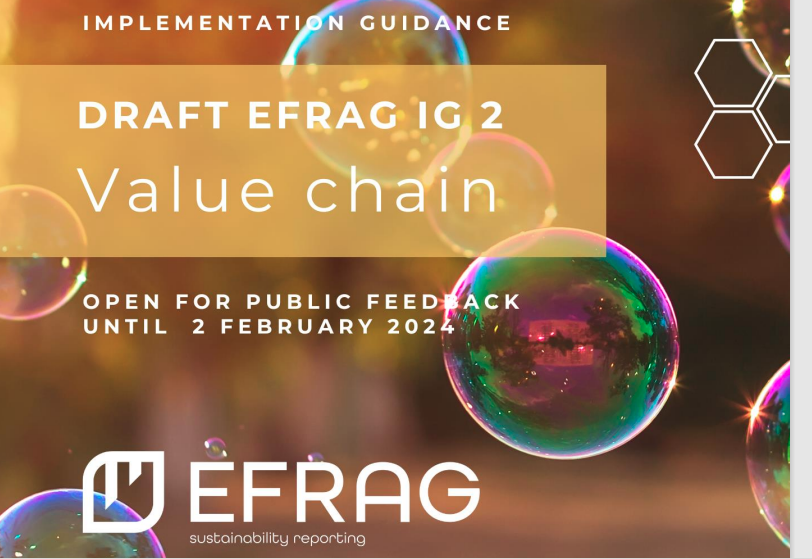 IMPLEMENTATION GUIDANCE
DRAFT EFRAG IG 2
Value chain
OPEN FOR PUBLIC FEEDBACK
UNTIL 2 FEBRUARY 2024
EFRAG
sustainability reporting